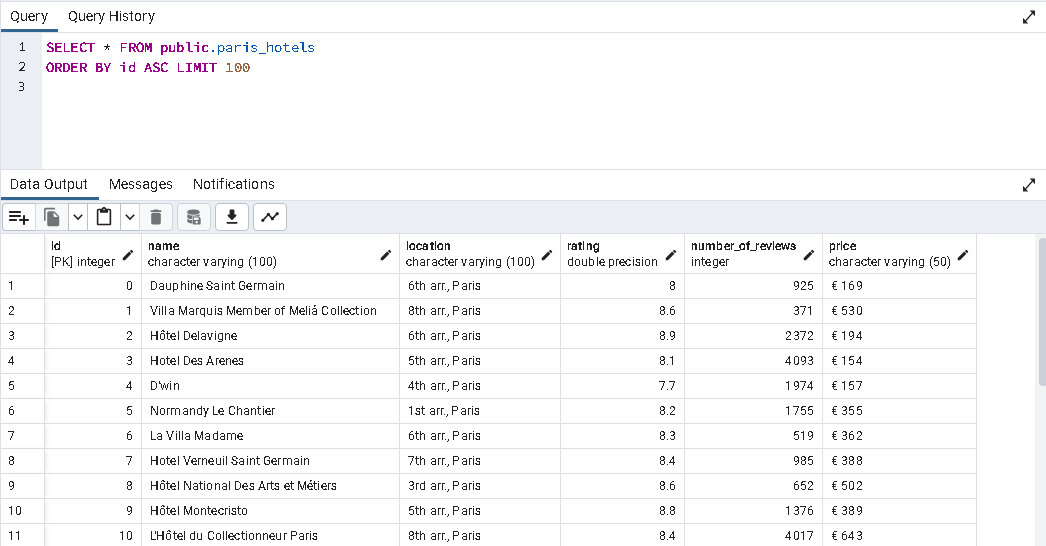 Query Query History
1 SELECT * FROM public.paris_hotels
2 ORDER BY id ASC LIMIT 100
3
Data Output Messages Notifications
id name location rating number_of_reviews price
[PK] integer character varying (100) character varying (100) double precision integer character varying (50)
1 0 Dauphine Saint Germain 6th arr., Paris 8 925 € 169
2 1 Villa Marquis Member of Meliá Collection 8th arr., Paris 8.6 371 € 530
3 2 Hôtel Delavigne 6th arr., Paris 8.9 2372 € 194
4 3 Hotel Des Arenes 5th arr., Paris 8.1 4093 € 154
5 4 D'win 4th arr., Paris 7.7 1974 € 157
6 5 Normandy Le Chantier 1st arr., Paris 8.2 1755 € 355
7 6 La Villa Madame 6th arr., Paris 8.3 519 € 362
8 7 Hotel Verneuil Saint Germain 7th arr., Paris 8.4 985 € 388
9 8 Hôtel National Des Arts et Métiers 3rd arr., Paris 8.6 652 € 502
10 9 Hôtel Montecristo 5th arr., Paris 8.8 1376 € 389
11 10 L'Hôtel du Collectionneur Paris 8th arr., Paris 8.4 4017 € 643